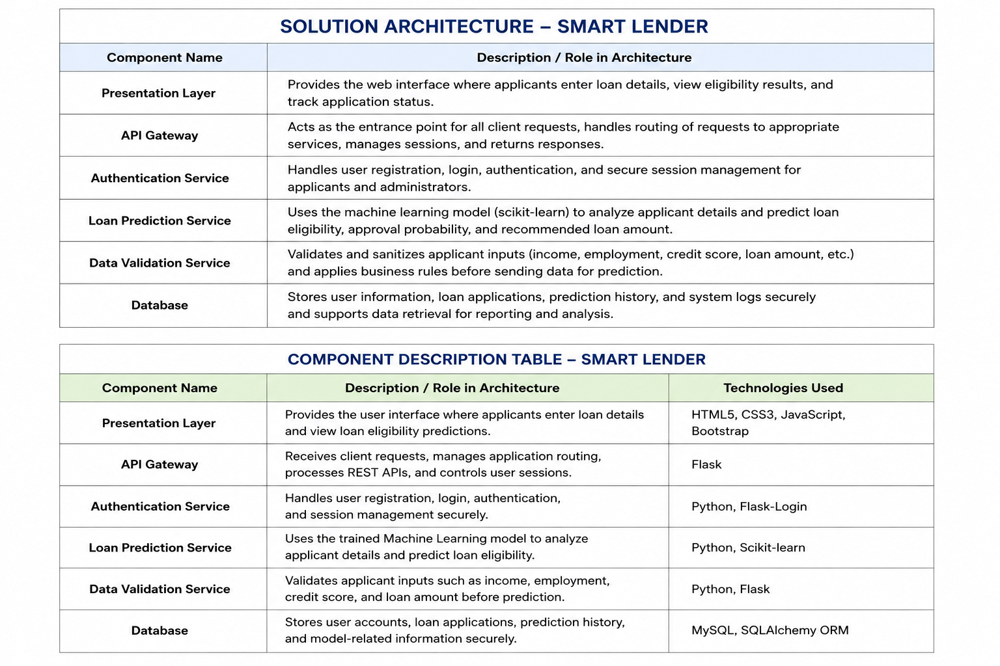 SOLUTION ARCHITECTURE – SMART LENDER
Component Name
Description / Role in Architecture
Presentation Layer
Provides the web interface where applicants enter loan details, view eligibility results, and
track application status.
API Gateway
Acts as the entrance point for all client requests, handles routing of requests to appropriate
services, manages sessions, and returns responses.
Authentication Service
Handles user registration, login, authentication, and secure session management for
applicants and administrators.
Loan Prediction Service
Uses the machine learning model (scikit-learn) to analyze applicant details and predict loan
eligibility, approval probability, and recommended loan amount.
Data Validation Service
Validates and sanitizes applicant inputs (income, employment, credit score, loan amount, etc.)
and applies business rules before sending data for prediction.
Database
Stores user information, loan applications, prediction history, and system logs securely
and supports data retrieval for reporting and analysis.
COMPONENT DESCRIPTION TABLE – SMART LENDER
Component Name
Description / Role in Architecture
Technologies Used
Presentation Layer
Provides the user interface where applicants enter loan details
and view loan eligibility predictions.
HTML5, CSS3, JavaScript,
Bootstrap
API Gateway
Receives client requests, manages application routing,
processes REST APIs, and controls user sessions.
Flask
Authentication Service
Handles user registration, login, authentication,
and session management securely.
Python, Flask-Login
Loan Prediction Service
Uses the trained Machine Learning model to analyze
applicant details and predict loan eligibility.
Python, Scikit-learn
Data Validation Service
Validates applicant inputs such as income, employment,
credit score, and loan amount before prediction.
Python, Flask
Database
Stores user accounts, loan applications, prediction history,
and model-related information securely.
MySQL, SQLAlchemy ORM